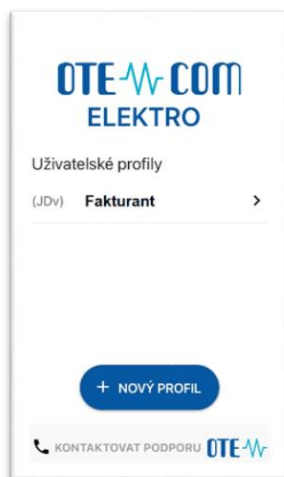 OTE COM
ELEKTRO
Uživatelské profily
(JDv) Fakturant >
+ NOVÝ PROFIL
KONTAKTOVAT PODPORU OTE